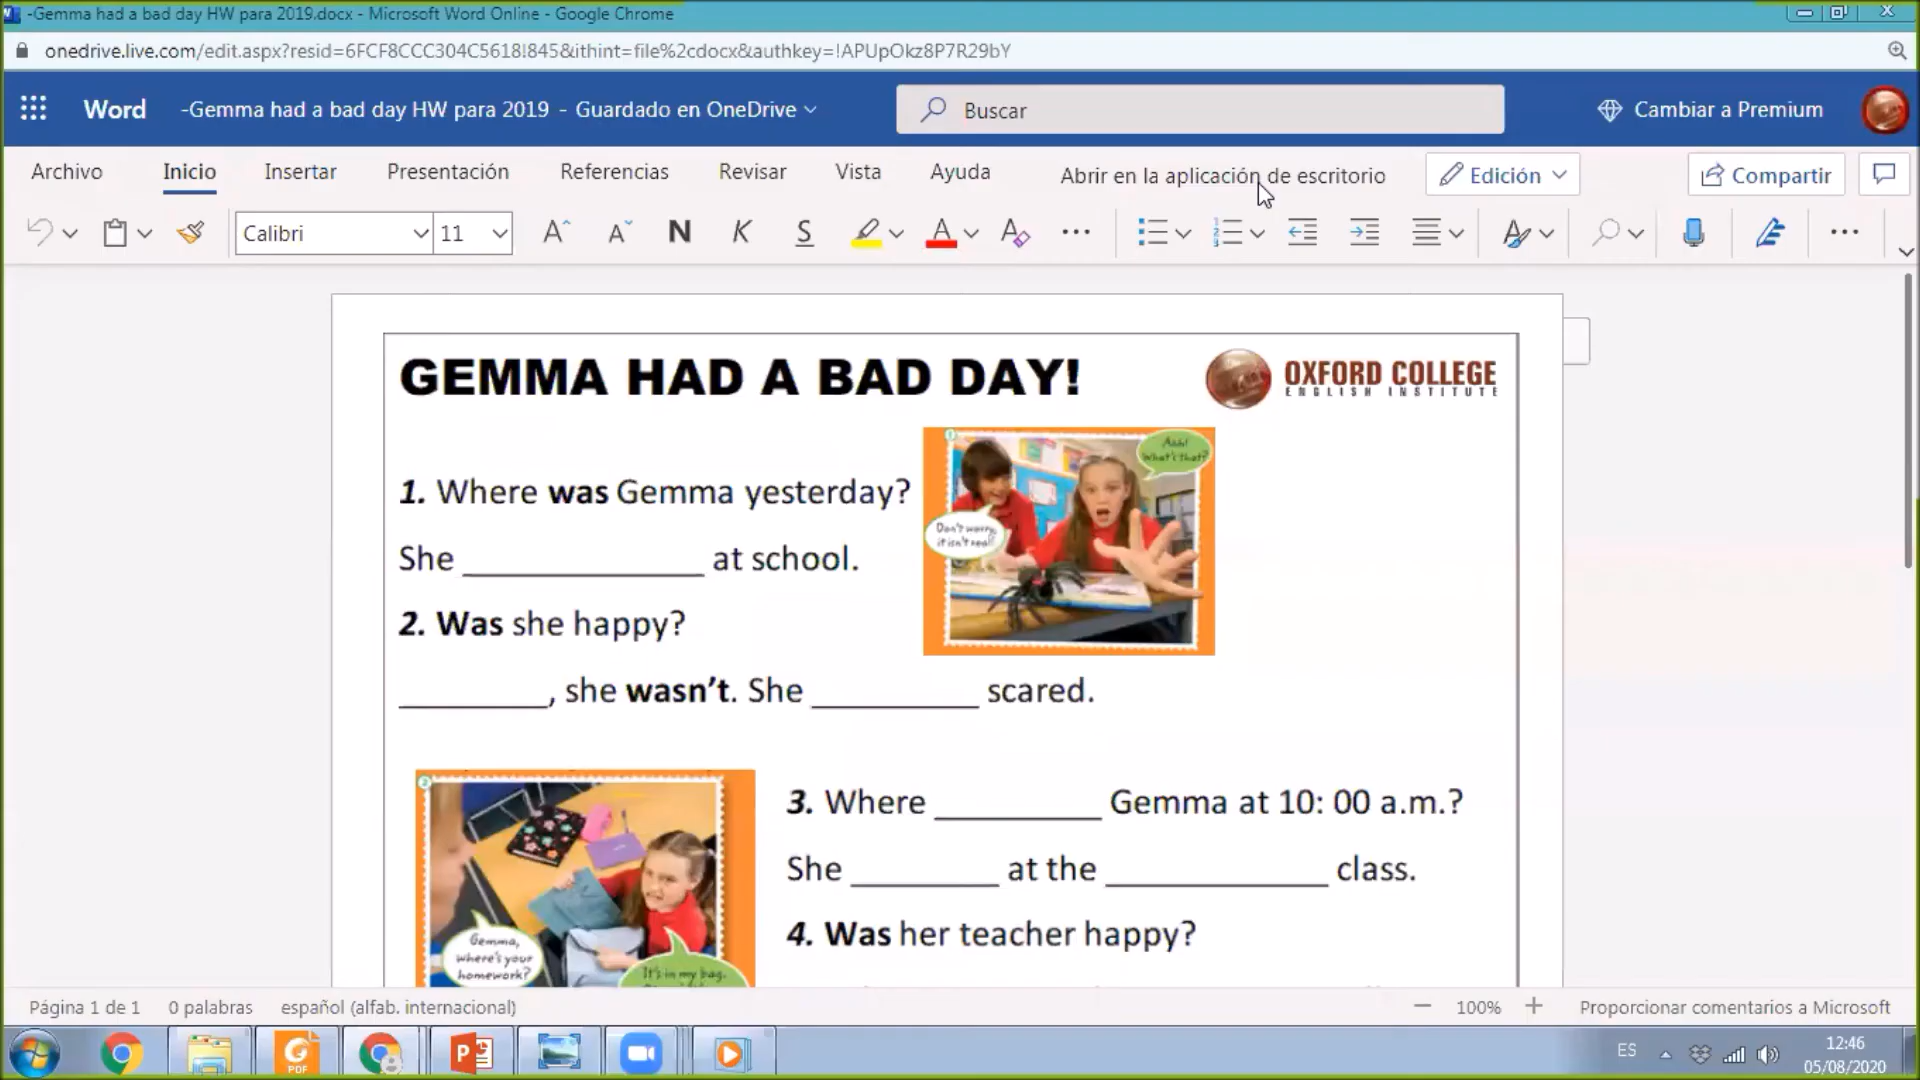 -Gemma had a bad day HW para 2019.docx - Microsoft Word Online - Google Chrome
onedrive.live.com/edit.aspx?resid=6FCF8CCC304C5618!845&ithint=file%2cdocx&authkey=!APUpOkz8P7R29bY
Word -Gemma had a bad day HW para 2019 - Guardado en OneDrive Buscar Cambiar a Premium
Archivo Inicio Insertar Presentación Referencias Revisar Vista Ayuda Abrir en la aplicación de escritorio Edición Compartir
Calibri 11 N K S
GEMMA HAD A BAD DAY!
OXFORD COLLEGE
ENGLISH INSTITUTE
Ahh!
What's that?
Don't worry,
it isn't real!
1. Where was Gemma yesterday?
She ______________ at school.
2. Was she happy?
_________, she wasn't. She __________ scared.
Gemma,
where's your
homework?
It's in my bag.
3. Where __________ Gemma at 10: 00 a.m.?
She _________ at the _____________ class.
4. Was her teacher happy?
Página 1 de 1 0 palabras español (alfab. internacional) 100% Proporcionar comentarios a Microsoft
ES
12:46
05/08/2020